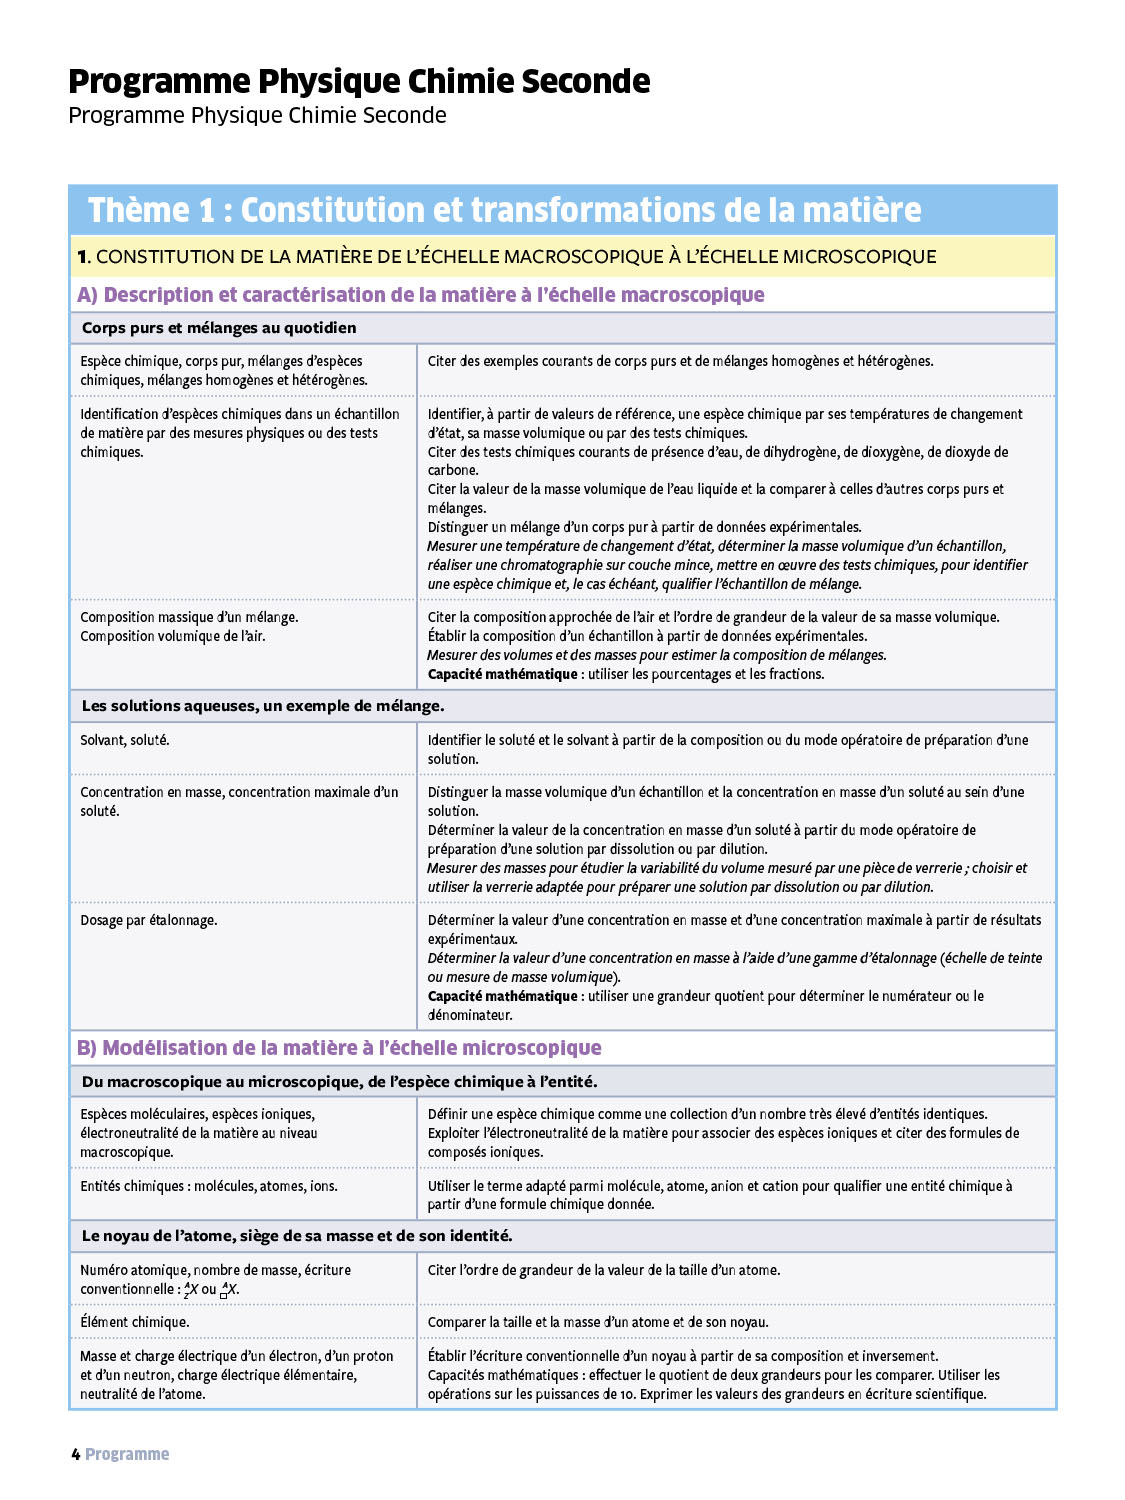 Programme Physique Chimie Seconde
Programme Physique Chimie Seconde
Thème 1 : Constitution et transformations de la matière
1. CONSTITUTION DE LA MATIÈRE DE L’ÉCHELLE MACROSCOPIQUE À L’ÉCHELLE MICROSCOPIQUE
A) Description et caractérisation de la matière à l’échelle macroscopique
Corps purs et mélanges au quotidien
Espèce chimique, corps pur, mélanges d’espèces
chimiques, mélanges homogènes et hétérogènes.
Citer des exemples courants de corps purs et de mélanges homogènes et hétérogènes.
Identification d’espèces chimiques dans un échantillon
de matière par des mesures physiques ou des tests
chimiques.
Identifier, à partir de valeurs de référence, une espèce chimique par ses températures de changement
d’état, sa masse volumique ou par des tests chimiques.
Citer des tests chimiques courants de présence d’eau, de dihydrogène, de dioxygène, de dioxyde de
carbone.
Citer la valeur de la masse volumique de l’eau liquide et la comparer à celles d’autres corps purs et
mélanges.
Distinguer un mélange d’un corps pur à partir de données expérimentales.
Mesurer une température de changement d’état, déterminer la masse volumique d’un échantillon,
réaliser une chromatographie sur couche mince, mettre en œuvre des tests chimiques, pour identifier
une espèce chimique et, le cas échéant, qualifier l’échantillon de mélange.
Composition massique d’un mélange.
Composition volumique de l’air.
Citer la composition approchée de l’air et l’ordre de grandeur de la valeur de sa masse volumique.
Établir la composition d’un échantillon à partir de données expérimentales.
Mesurer des volumes et des masses pour estimer la composition de mélanges.
Capacité mathématique : utiliser les pourcentages et les fractions.
Les solutions aqueuses, un exemple de mélange.
Solvant, soluté.
Identifier le soluté et le solvant à partir de la composition ou du mode opératoire de préparation d’une
solution.
Concentration en masse, concentration maximale d’un
soluté.
Distinguer la masse volumique d’un échantillon et la concentration en masse d’un soluté au sein d’une
solution.
Déterminer la valeur de la concentration en masse d’un soluté à partir du mode opératoire de
préparation d’une solution par dissolution ou par dilution.
Mesurer des masses pour étudier la variabilité du volume mesuré par une pièce de verrerie ; choisir et
utiliser la verrerie adaptée pour préparer une solution par dissolution ou par dilution.
Dosage par étalonnage.
Déterminer la valeur d’une concentration en masse et d’une concentration maximale à partir de résultats
expérimentaux.
Déterminer la valeur d’une concentration en masse à l’aide d’une gamme d’étalonnage (échelle de teinte
ou mesure de masse volumique).
Capacité mathématique : utiliser une grandeur quotient pour déterminer le numérateur ou le
dénominateur.
B) Modélisation de la matière à l’échelle microscopique
Du macroscopique au microscopique, de l’espèce chimique à l’entité.
Espèces moléculaires, espèces ioniques,
électroneutralité de la matière au niveau
macroscopique.
Définir une espèce chimique comme une collection d’un nombre très élevé d’entités identiques.
Exploiter l’électroneutralité de la matière pour associer des espèces ioniques et citer des formules de
composés ioniques.
Entités chimiques : molécules, atomes, ions.
Utiliser le terme adapté parmi molécule, atome, anion et cation pour qualifier une entité chimique à
partir d’une formule chimique donnée.
Le noyau de l’atome, siège de sa masse et de son identité.
Numéro atomique, nombre de masse, écriture
conventionnelle : A Z X ou A □ X.
Citer l’ordre de grandeur de la valeur de la taille d’un atome.
Élément chimique.
Comparer la taille et la masse d’un atome et de son noyau.
Masse et charge électrique d’un électron, d’un proton
et d’un neutron, charge électrique élémentaire,
neutralité de l’atome.
Établir l’écriture conventionnelle d’un noyau à partir de sa composition et inversement.
Capacités mathématiques : effectuer le quotient de deux grandeurs pour les comparer. Utiliser les
opérations sur les puissances de 10. Exprimer les valeurs des grandeurs en écriture scientifique.
4 Programme